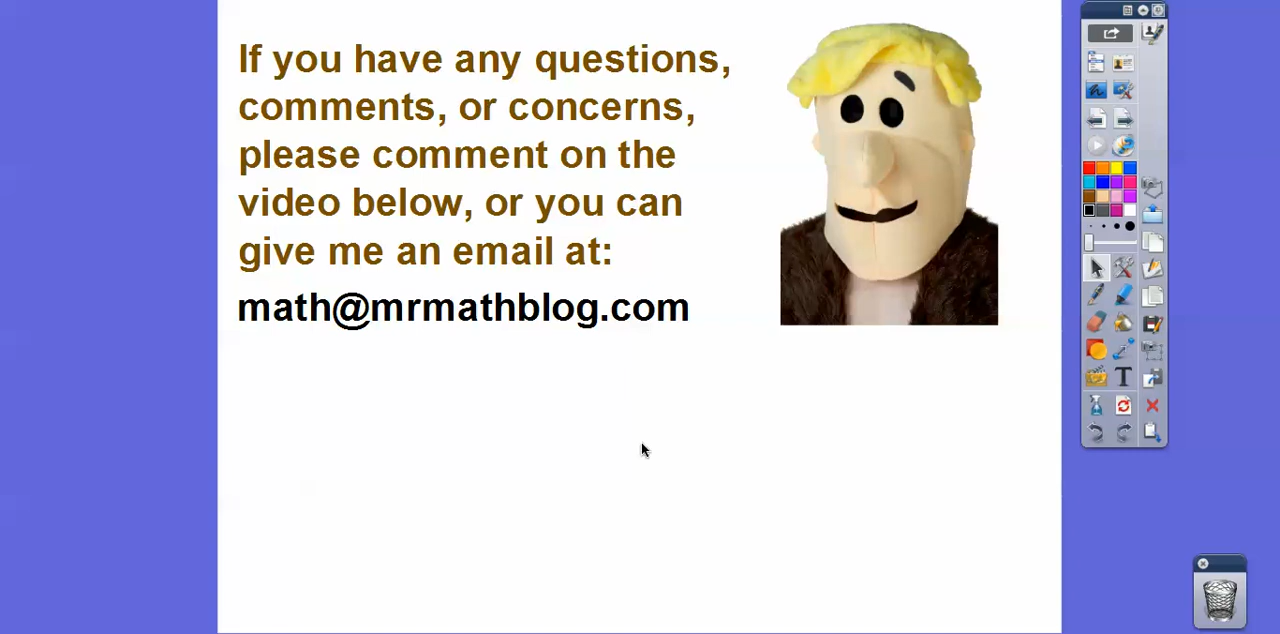 If you have any questions,
comments, or concerns,
please comment on the
video below, or you can
give me an email at:
math@mrmathblog.com
T